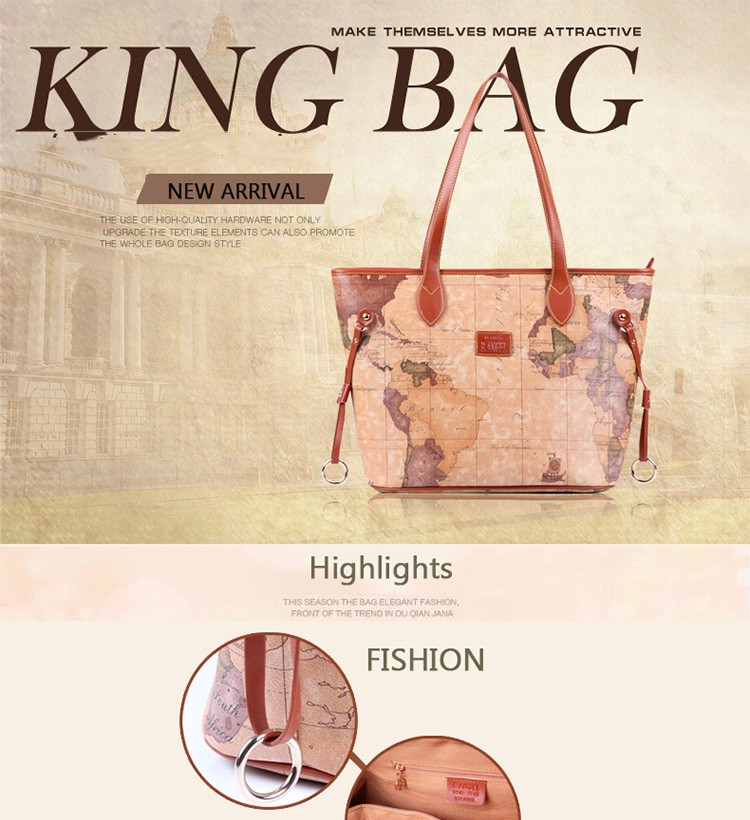 MAKE THEMSELVES MORE ATTRACTIVE
KING BAG
NEW ARRIVAL
THE USE OF HIGH-QUALITY HARDWARE NOT ONLY
UPGRADE THE TEXTURE ELEMENTS CAN ALSO PROMOTE
THE WHOLE BAG DESIGN STYLE
Highlights
THIS SEASON THE BAG ELEGANT FASHION,
FRONT OF THE TREND IN OU QIAN JANA
FISHION
South
Africa